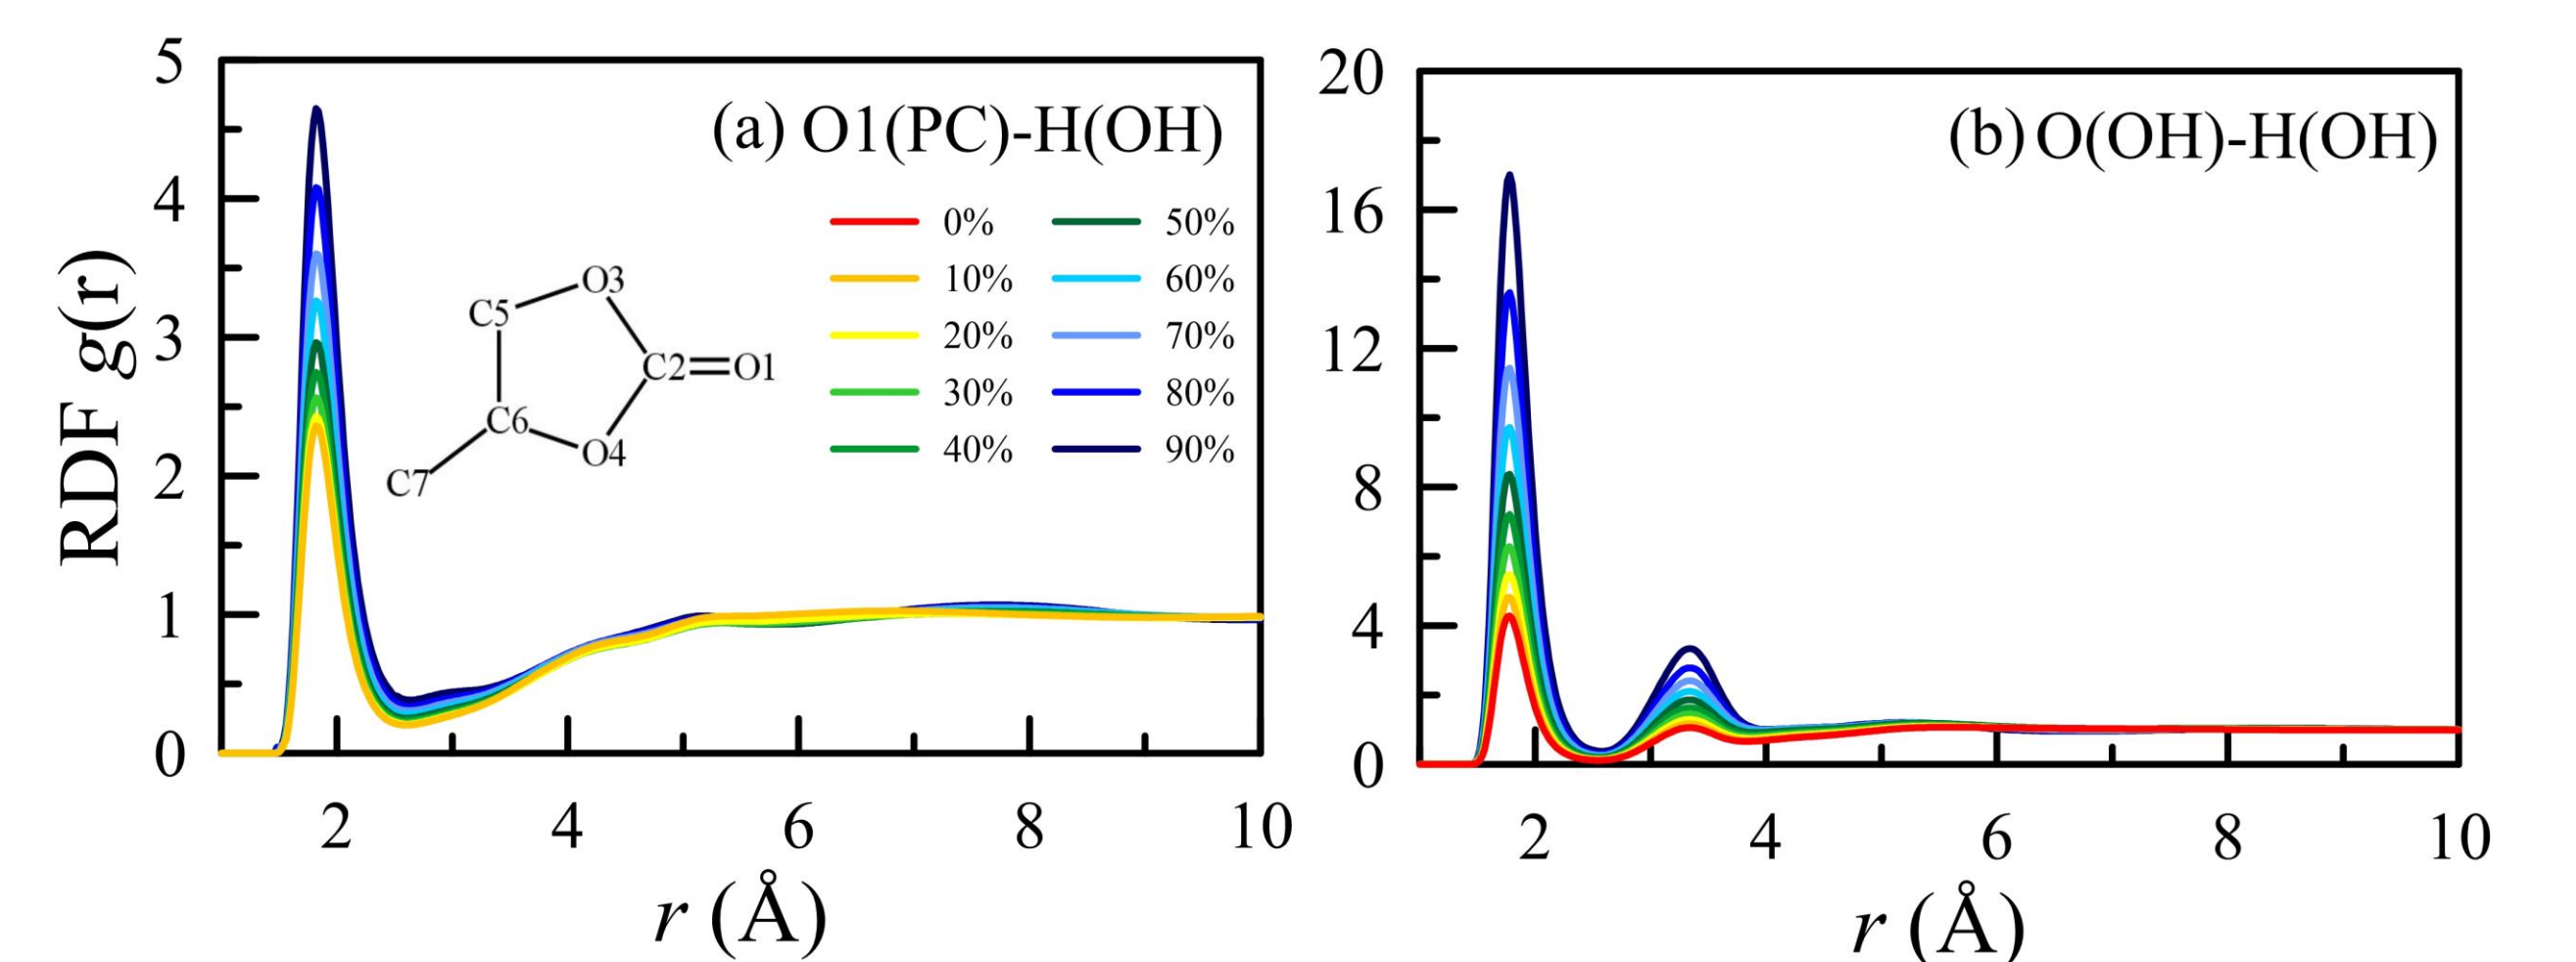 RDF g(r)
5
4
3
2
1
0
(a) O1(PC)-H(OH)
0% 50%
10% 60%
20% 70%
30% 80%
40% 90%
O3
C5
C2=O1
C6
O4
C7
2 4 6 8 10
r (Å)
20
16
12
8
4
0
(b) O(OH)-H(OH)
2 4 6 8 10
r (Å)